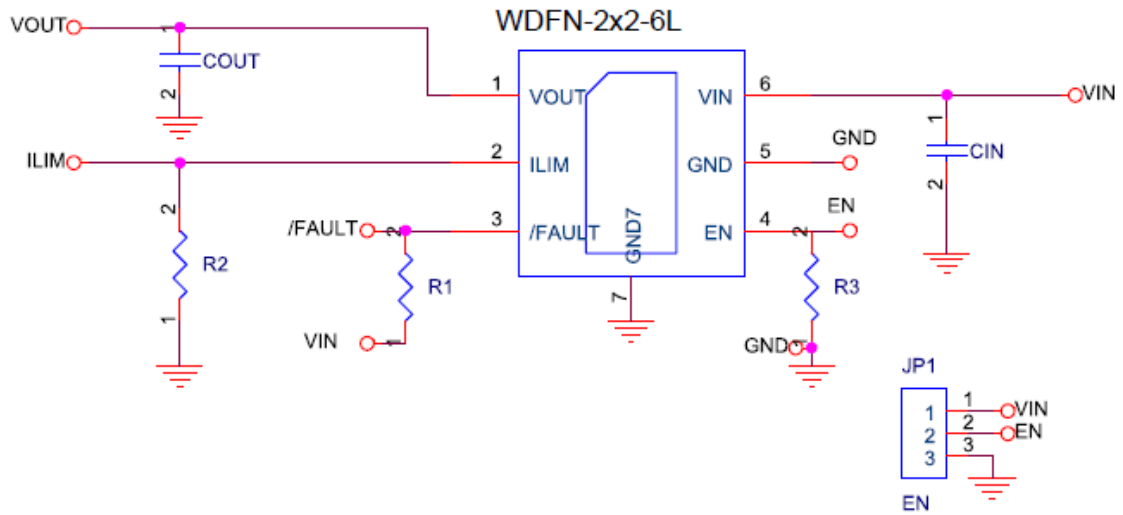 WDFN-2x2-6L
VOUT
1
COUT
2
1
VOUT
VIN
6
VIN
1
CIN
2
ILIM
2
ILIM
GND
5
GND
2
R2
1
/FAULT
2
3
/FAULT
EN
4
EN
2
R1
R3
GND7
7
VIN
1
GND
1
JP1
1
1
VIN
2
2
EN
3
3
EN